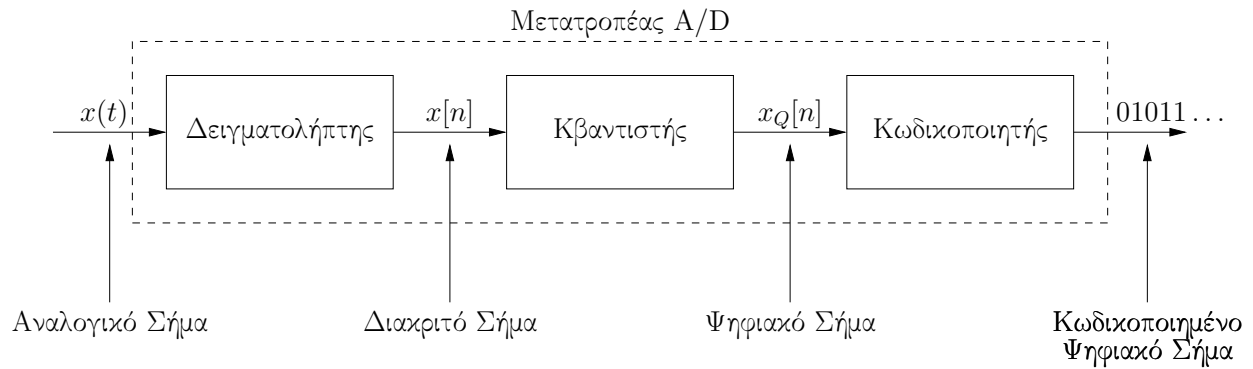 Μετατροπέας A/D
x(t)
Δειγματολήπτης
x[n]
Κβαντιστής
x_Q[n]
Κωδικοποιητής
01011...
Αναλογικό Σήμα
Διακριτό Σήμα
Ψηφιακό Σήμα
Κωδικοποιημένο
Ψηφιακό Σήμα